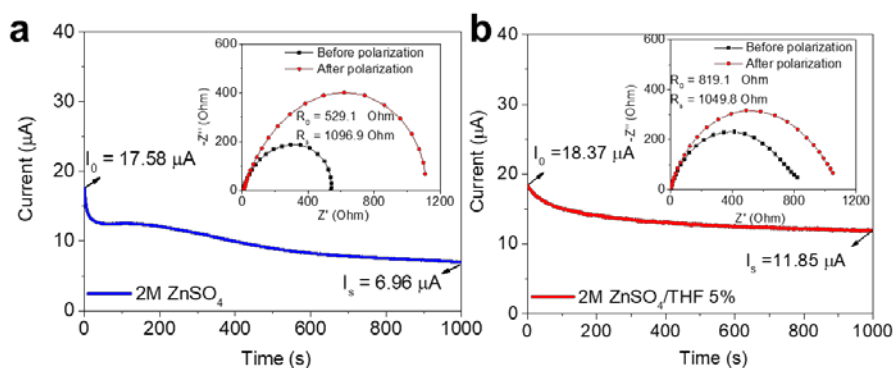 a
Current (μA)
40
30
20
10
0
I0 = 17.58 μA
Is = 6.96 μA
2M ZnSO4
0 200 400 600 800 1000
Time (s)
-Z'' (Ohm)
600
400
200
0
Before polarization
After polarization
R0 = 529.1 Ohm
Rs = 1096.9 Ohm
0 400 800 1200
Z' (Ohm)
b
Current (μA)
40
30
20
10
0
I0 = 18.37 μA
Is = 11.85 μA
2M ZnSO4/THF 5%
0 200 400 600 800 1000
Time (s)
-Z'' (Ohm)
600
400
200
0
Before polarization
After polarization
R0 = 819.1 Ohm
Rs = 1049.8 Ohm
0 400 800 1200
Z' (Ohm)